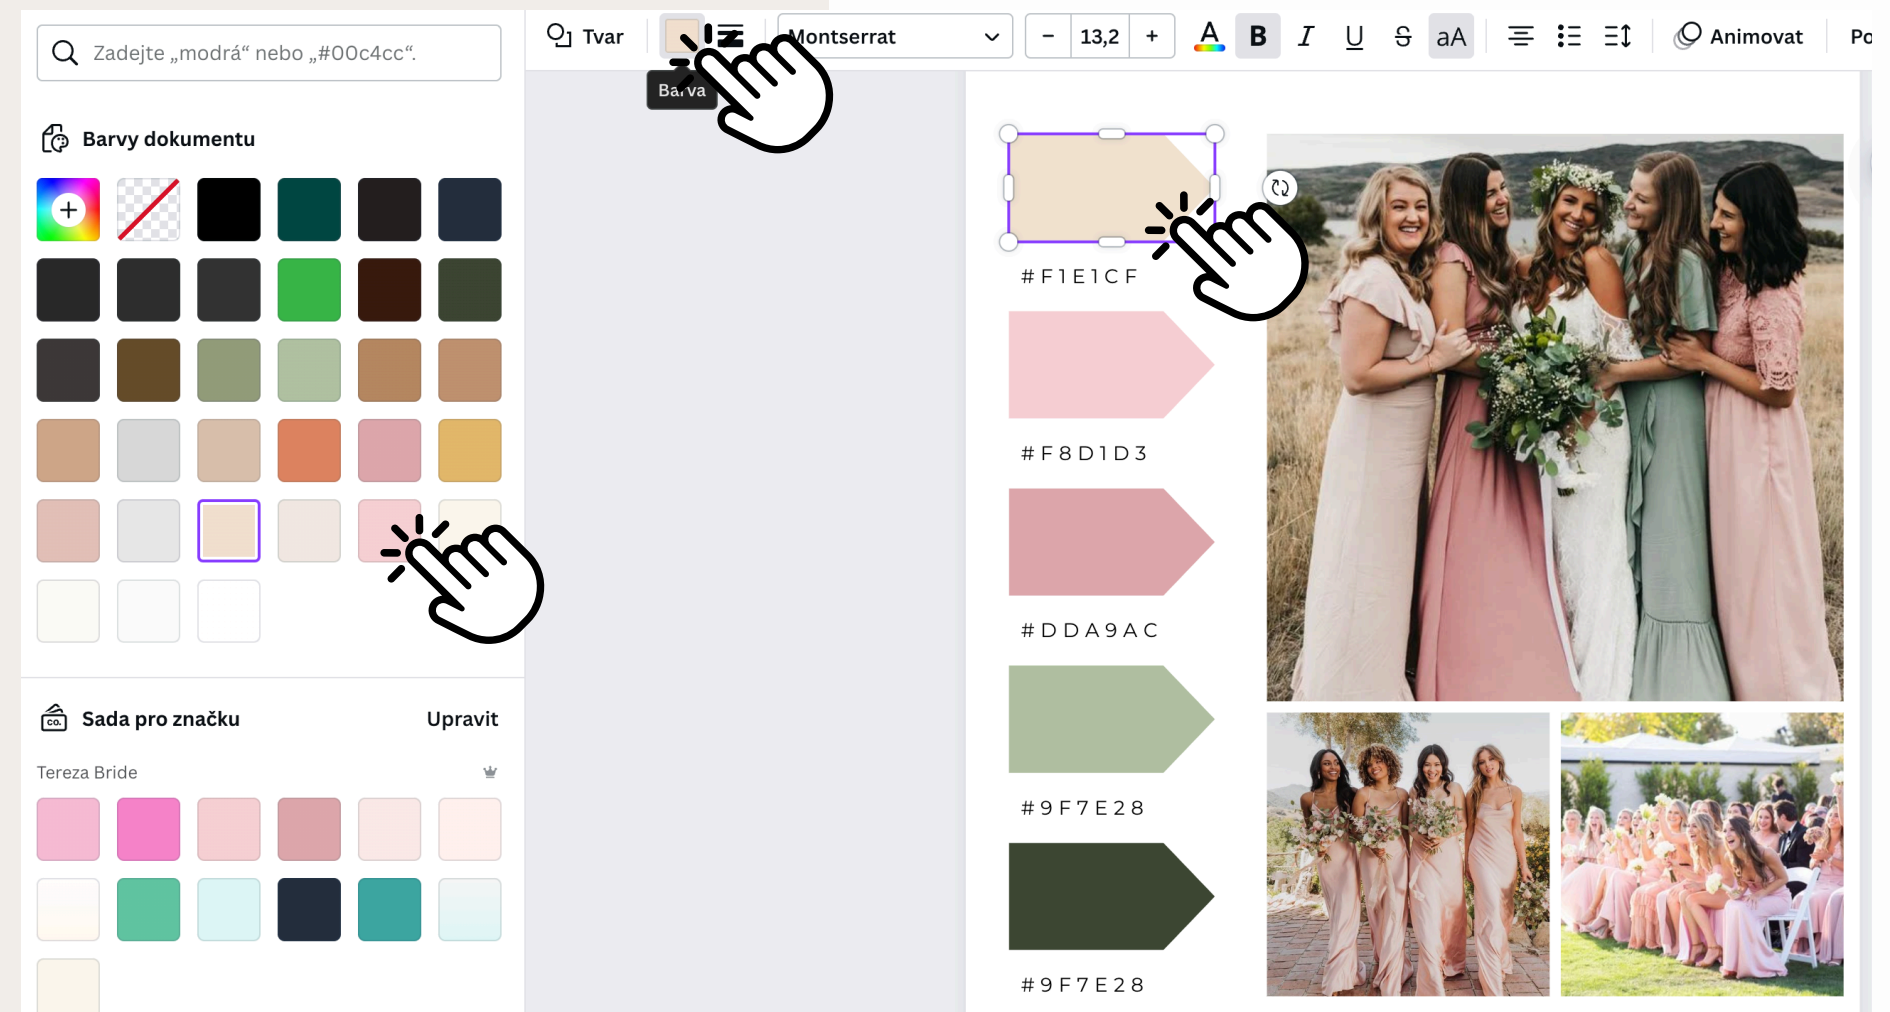 Zadejte „modrá“ nebo „#00c4cc“.
Tvar
Montserrat
– 13,2 +
A B I U S aA
Animovat
Po
Barva
Barvy dokumentu
#F1E1CF
#F8D1D3
#DDA9AC
#9F7E28
#9F7E28
co.
Sada pro značku
Upravit
Tereza Bride